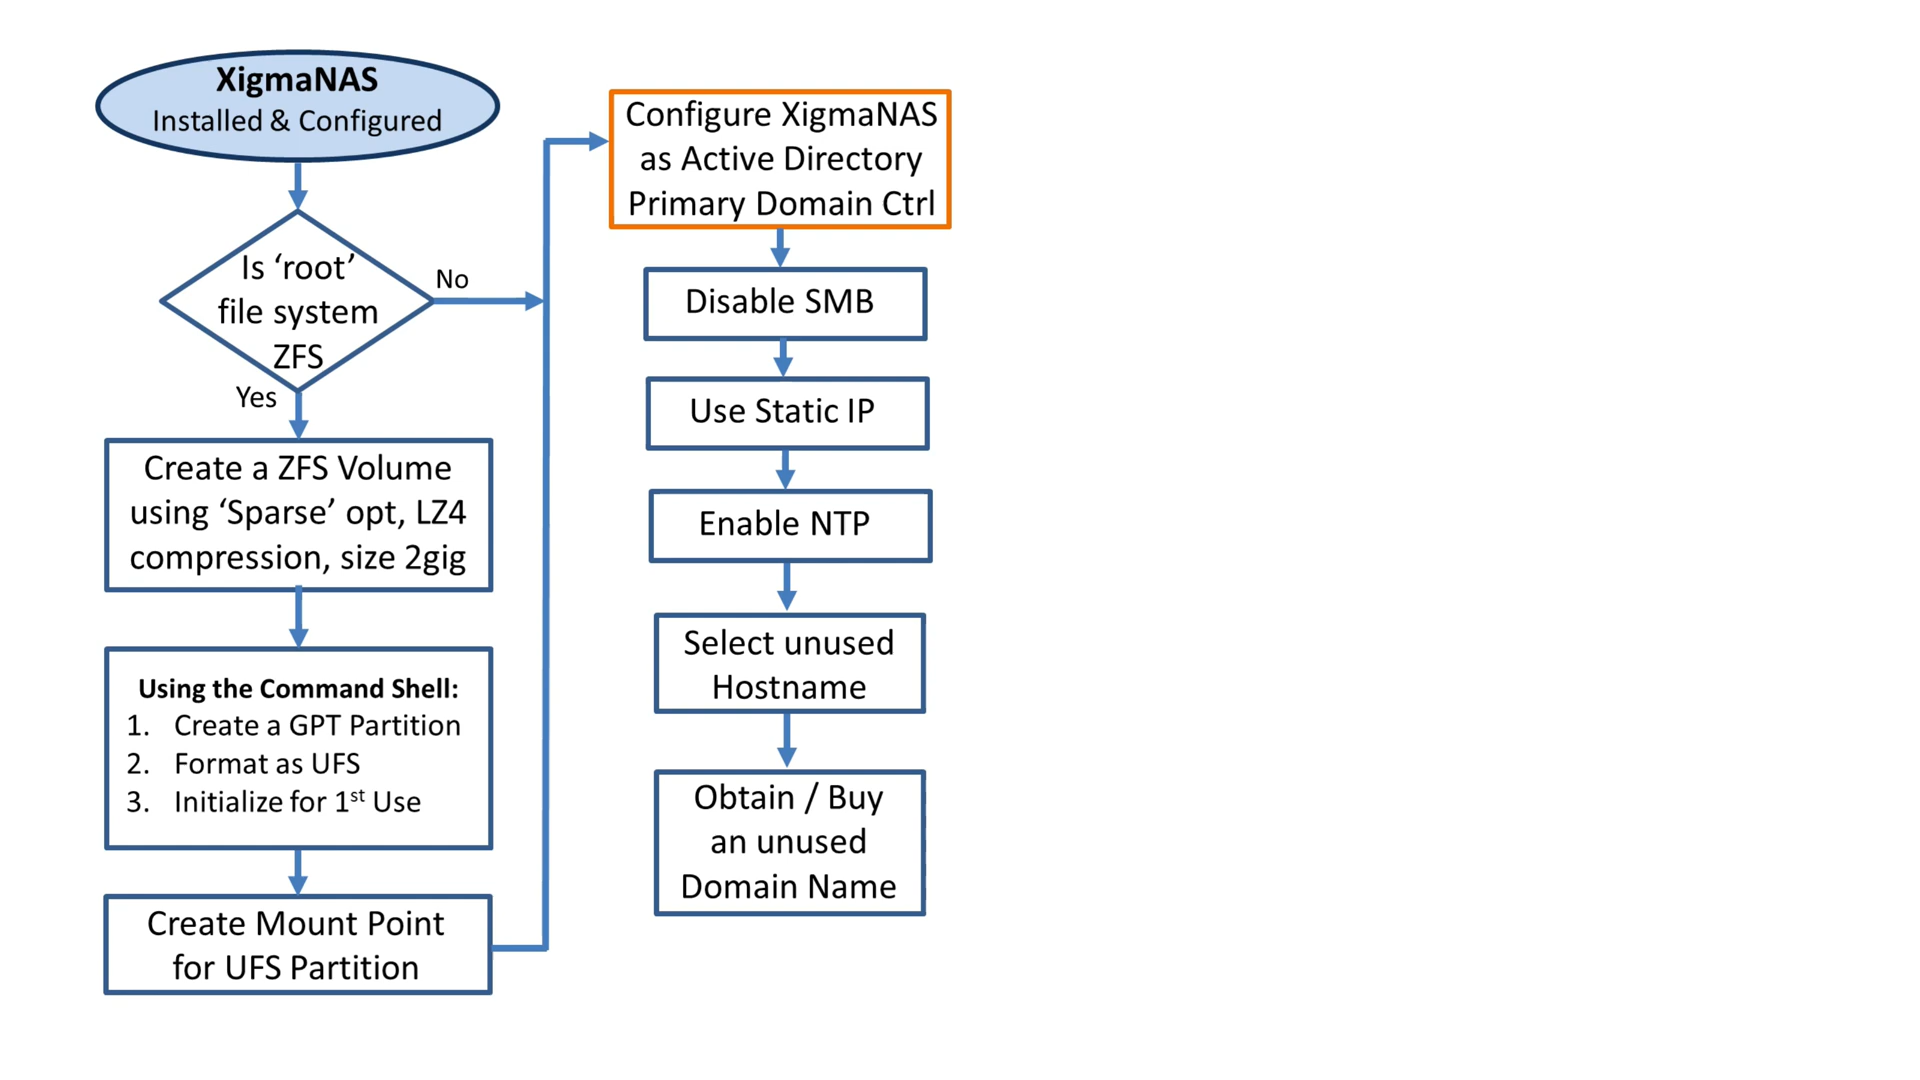 XigmaNAS
Installed & Configured
Is ‘root’
file system
ZFS
No
Yes
Create a ZFS Volume
using ‘Sparse’ opt, LZ4
compression, size 2gig
Using the Command Shell:
1. Create a GPT Partition
2. Format as UFS
3. Initialize for 1st Use
Create Mount Point
for UFS Partition
Configure XigmaNAS
as Active Directory
Primary Domain Ctrl
Disable SMB
Use Static IP
Enable NTP
Select unused
Hostname
Obtain / Buy
an unused
Domain Name